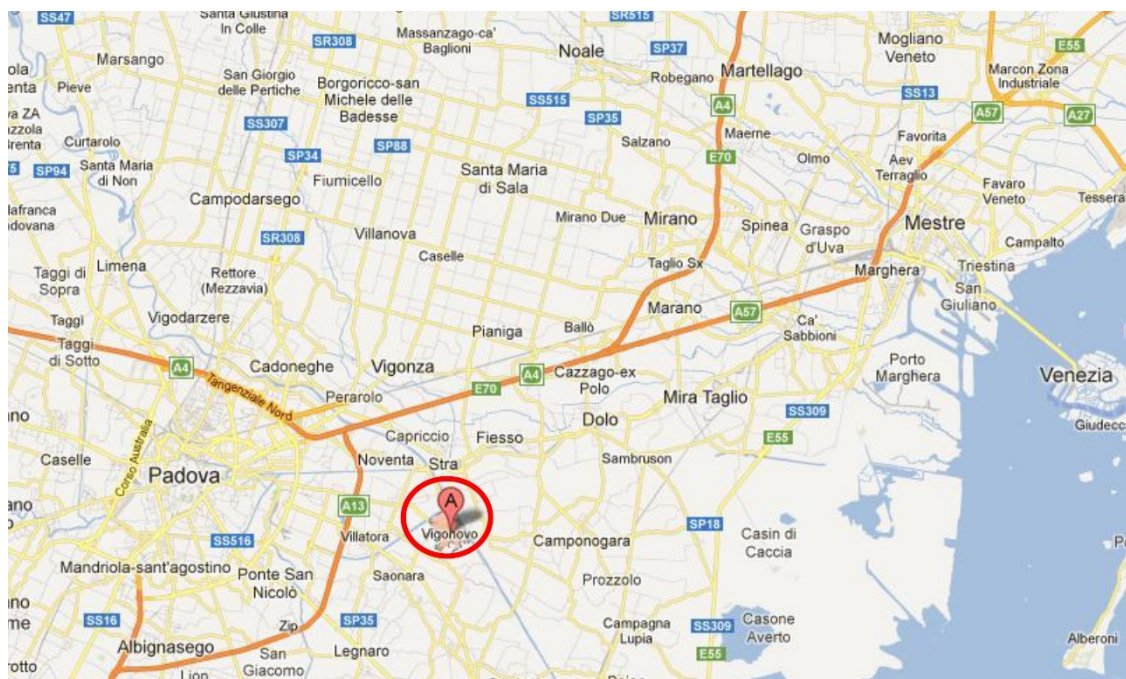 SS47
Santa Giustina
In Colle
SR308
Massanzago-ca'
Baglioni
Noale
SR515
SP37
Mogliano
Veneto
E55
Marsango
San Giorgio
delle Pertiche
Borgoricco-san
Michele delle
Badesse
Robegano
Martellago
Marcon Zona
Industriale
Pieve
SS515
A4
SS13
A57
A27
Curtarolo
SS307
SP35
Salzano
Maerne
Favorita
SP94
Santa Maria
di Non
SP34
SP88
Fiumicello
Santa Maria
di Sala
E70
Olmo
Aev
Terraglio
Campodarsego
Favaro
Veneto
Tessera
Mirano Due
Mirano
Spinea
Graspo
d'Uva
Mestre
SR308
Villanova
Caselle
Campalto
Taggi di
Sopra
Limena
Rettore
(Mezzavia)
Taglio Sx
Marghera
Triestina
San
Giuliano
Marano
A57
Taggì
Vigodarzere
Pianiga
Ballò
Ca'
Sabbioni
Taggi
di Sotto
A4
Cadoneghe
Vigonza
A4
Cazzago-ex
Polo
Porto
Marghera
Venezia
Tangenziale Nord
Perarolo
E70
Mira Taglio
SS309
Giudecc
Corso Australia
Capriccio
Fiesso
Dolo
E55
Caselle
Padova
Noventa
Stra
Sambruson
A13
A
SS516
Villatora
Vigonovo
Camponogara
SP18
Casin di
Caccia
Mandriola-sant'agostino
Ponte San
Nicolò
Saonara
Prozzolo
SS16
Zip
SP35
Campagna
Lupia
SS309
Casone
Averto
Albignasego
San
Giacomo
Legnaro
E55
Alberoni
Lion